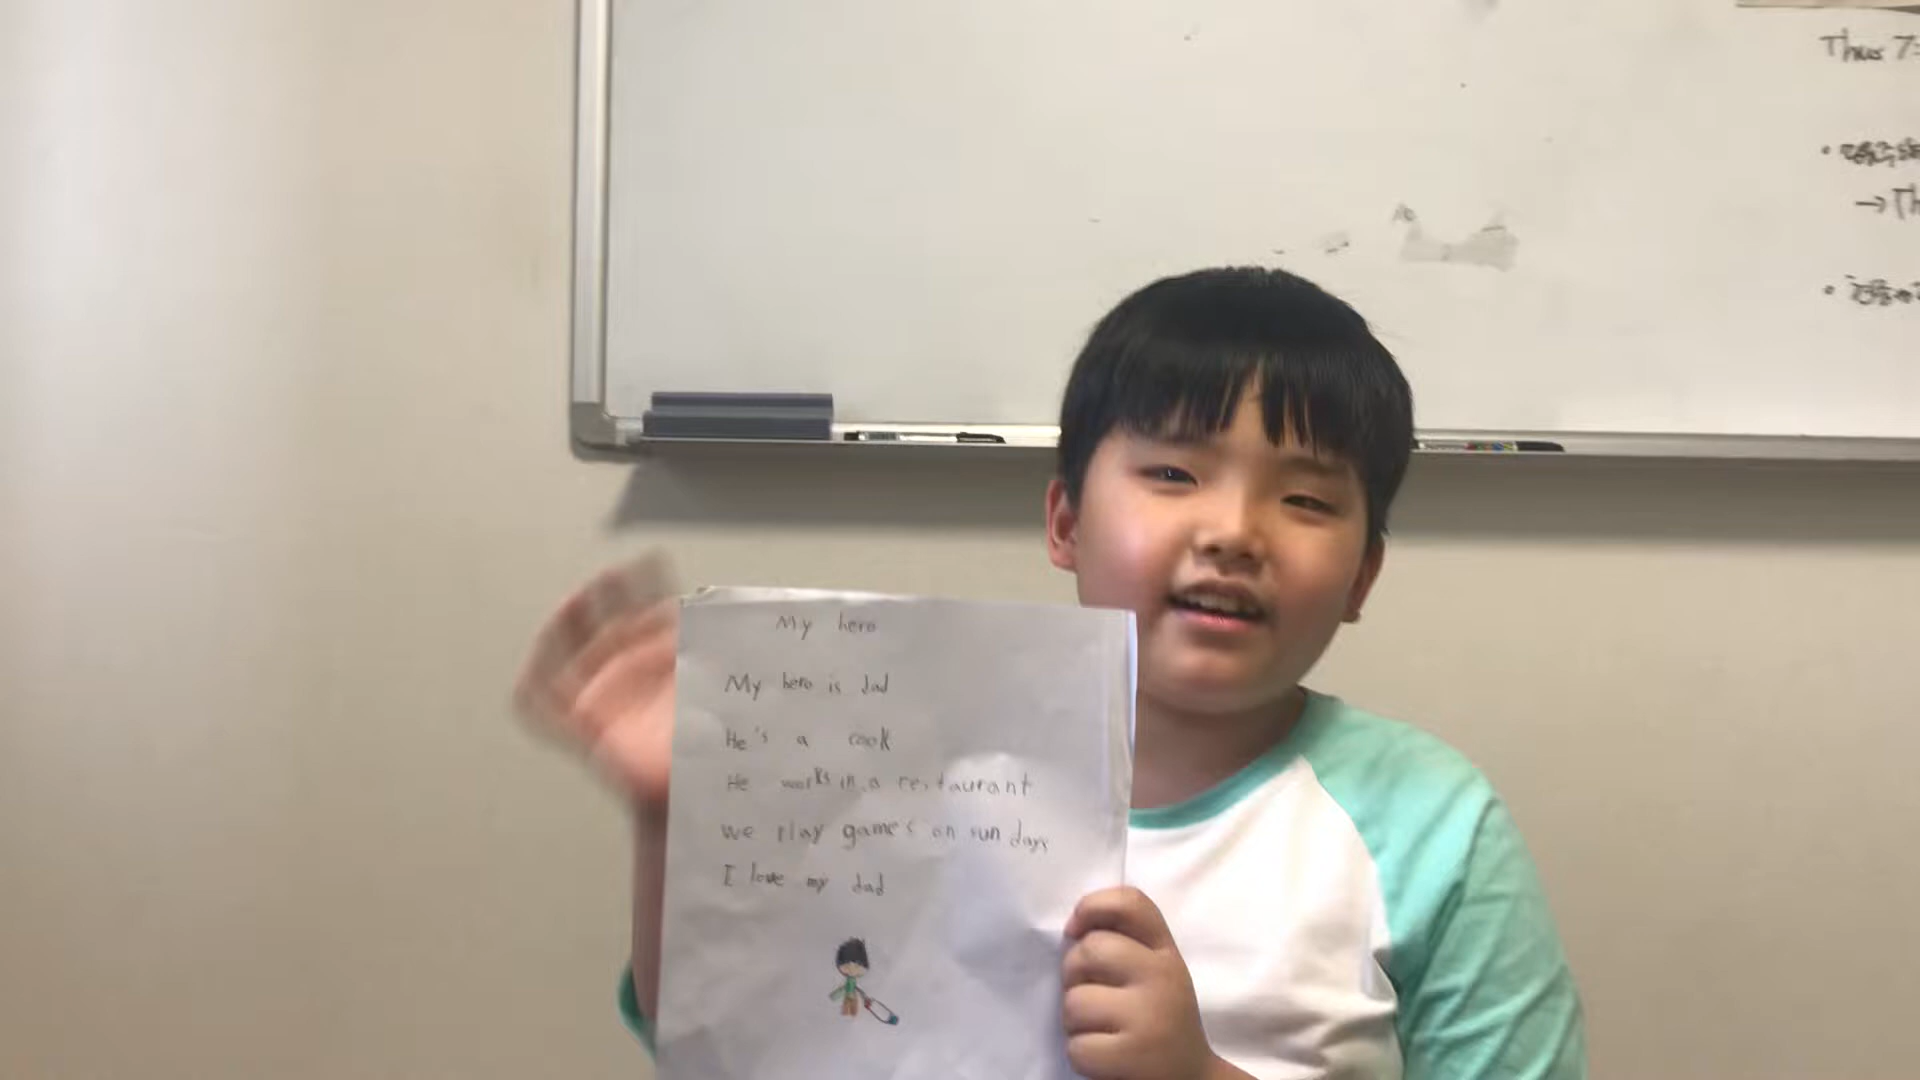 My hero
My hero is dad
He's a cook
He works in a restaurant
we play games on sun days
I love my dad
Thus 7: